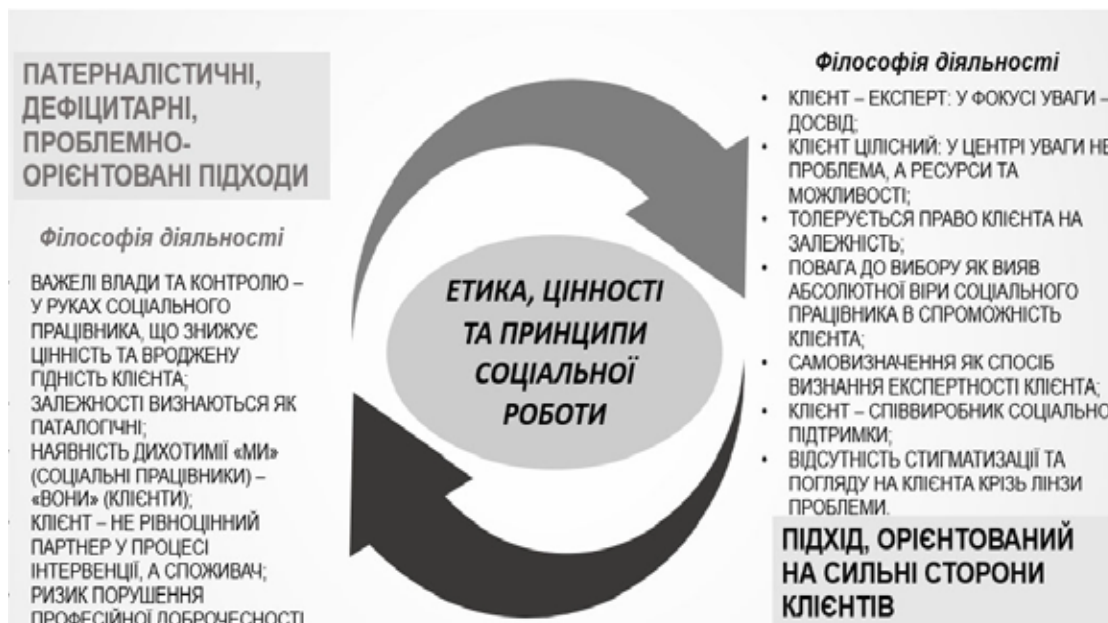 ПАТЕРНАЛІСТИЧНІ,
ДЕФІЦИТАРНІ,
ПРОБЛЕМНО-
ОРІЄНТОВАНІ ПІДХОДИ
Філософія діяльності
ВАЖЕЛІ ВЛАДИ ТА КОНТРОЛЮ –
У РУКАХ СОЦІАЛЬНОГО
ПРАЦІВНИКА, ЩО ЗНИЖУЄ
ЦІННІСТЬ ТА ВРОДЖЕНУ
ГІДНІСТЬ КЛІЄНТА;
ЗАЛЕЖНОСТІ ВИЗНАЮТЬСЯ ЯК
ПАТАЛОГІЧНІ;
НАЯВНІСТЬ ДИХОТИМІЇ «МИ»
(СОЦІАЛЬНІ ПРАЦІВНИКИ) –
«ВОНИ» (КЛІЄНТИ);
КЛІЄНТ – НЕ РІВНОЦІННИЙ
ПАРТНЕР У ПРОЦЕСІ
ІНТЕРВЕНЦІЇ, А СПОЖИВАЧ;
РИЗИК ПОРУШЕННЯ
ПРОФЕСІЙНОЇ ДОБРОЧЕСНОСТІ
ЕТИКА, ЦІННОСТІ
ТА ПРИНЦИПИ
СОЦІАЛЬНОЇ
РОБОТИ
Філософія діяльності
• КЛІЄНТ – ЕКСПЕРТ: У ФОКУСІ УВАГИ –
ДОСВІД;
• КЛІЄНТ ЦІЛІСНИЙ: У ЦЕНТРІ УВАГИ НЕ
ПРОБЛЕМА, А РЕСУРСИ ТА
МОЖЛИВОСТІ;
• ТОЛЕРУЄТЬСЯ ПРАВО КЛІЄНТА НА
ЗАЛЕЖНІСТЬ;
• ПОВАГА ДО ВИБОРУ ЯК ВИЯВ
АБСОЛЮТНОЇ ВІРИ СОЦІАЛЬНОГО
ПРАЦІВНИКА В СПРОМОЖНІСТЬ
КЛІЄНТА;
• САМОВИЗНАЧЕННЯ ЯК СПОСІБ
ВИЗНАННЯ ЕКСПЕРТНОСТІ КЛІЄНТА;
• КЛІЄНТ – СПІВВИРОБНИК СОЦІАЛЬНО
ПІДТРИМКИ;
• ВІДСУТНІСТЬ СТИГМАТИЗАЦІЇ ТА
ПОГЛЯДУ НА КЛІЄНТА КРІЗЬ ЛІНЗИ
ПРОБЛЕМИ.
ПІДХІД, ОРІЄНТОВАНИЙ
НА СИЛЬНІ СТОРОНИ
КЛІЄНТІВ